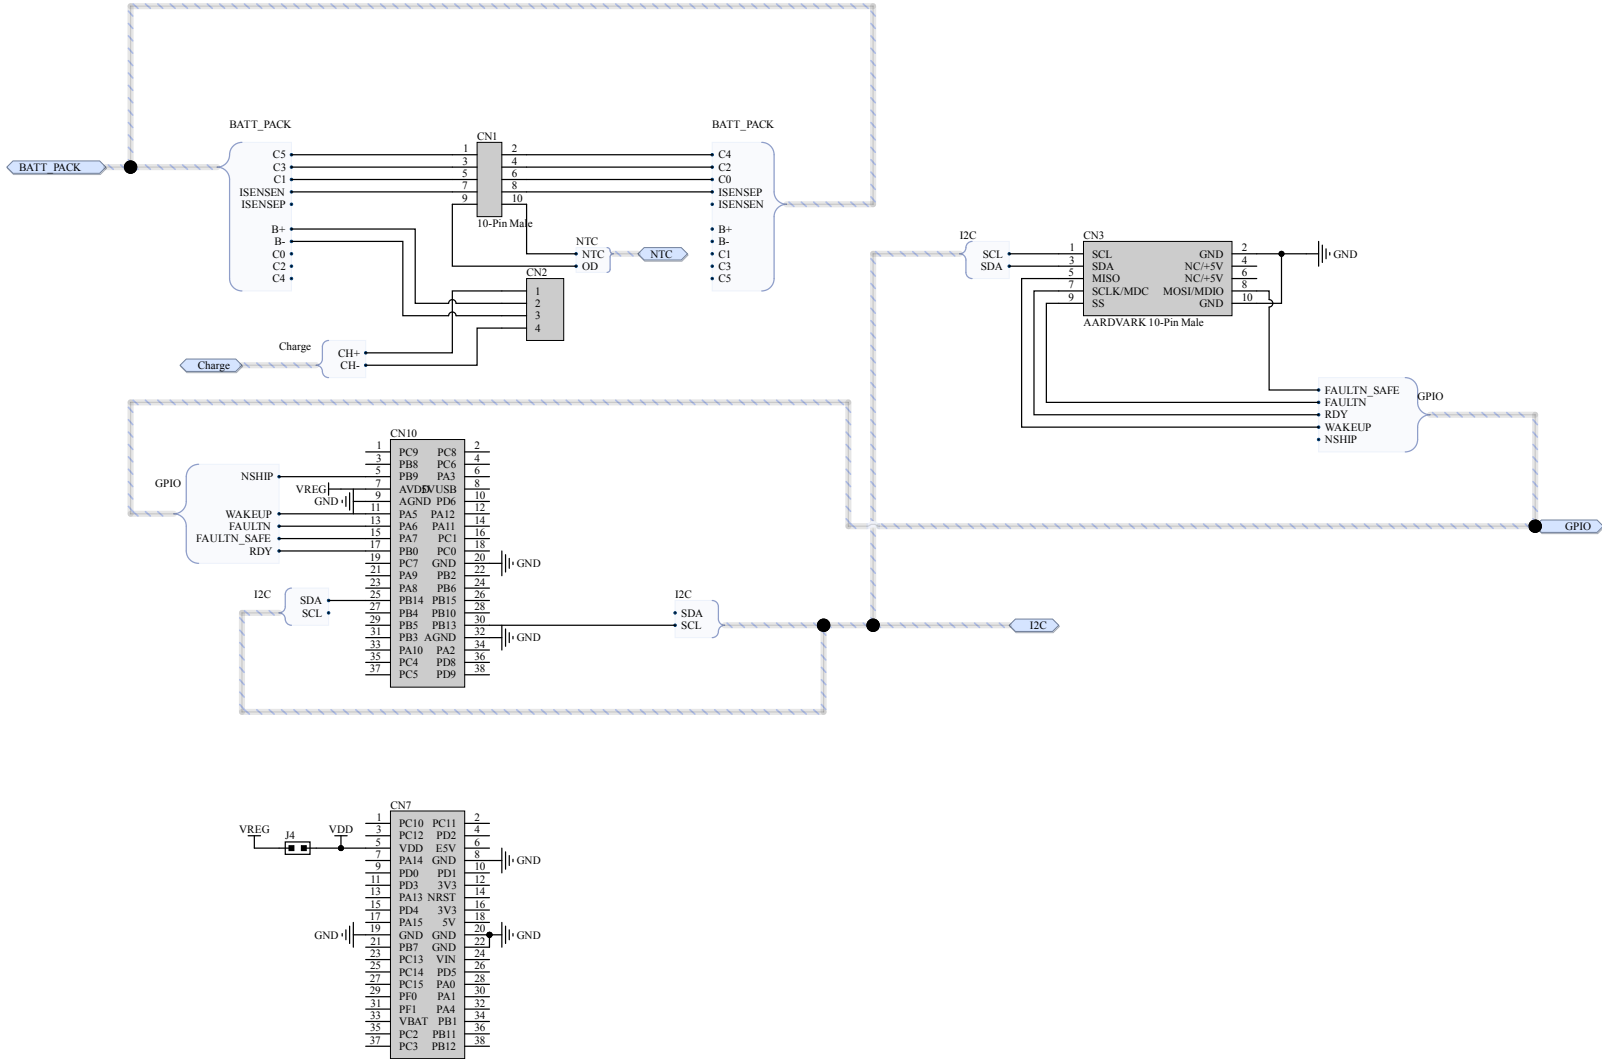 BATT_PACK
BATT_PACK
CN1
BATT_PACK
C5 1 2 C4
C3 3 4 C2
C1 5 6 C0
ISENSEN 7 8 ISENSEP
ISENSEP 9 10 ISENSEN
10-Pin Male
B+ B+
B- NTC B-
C0 NTC NTC C1
C2 OD C3
C4 CN2 C5
1
2
3
4
Charge
CH+
Charge CH-
I2C
CN3
SCL 1 SCL GND 2 GND
SDA 3 SDA NC/+5V 4
5 MISO NC/+5V 6
7 SCLK/MDC MOSI/MDIO 8
9 SS GND 10
AARDVARK 10-Pin Male
FAULTN_SAFE
GPIO
FAULTN
RDY
WAKEUP
NSHIP
GPIO
CN10
1 PC9 PC8 2
3 PB8 PC6 4
GPIO NSHIP 5 PB9 PA3 6
VREG 7 AVDD 5VUSB 8
GND 9 AGND PD6 10
WAKEUP 11 PA5 PA12 12
FAULTN 13 PA6 PA11 14
FAULTN_SAFE 15 PA7 PC1 16
RDY 17 PB0 PC0 18
19 PC7 GND 20 GND
21 PA9 PB2 22
23 PA8 PB6 24
I2C SDA 25 PB14 PB15 26 I2C
SCL 27 PB4 PB10 28 SDA
29 PB5 PB13 30 SCL I2C
31 PB3 AGND 32 GND
33 PA10 PA2 34
35 PC4 PD8 36
37 PC5 PD9 38
CN7
1 PC10 PC11 2
VREG J4 VDD 3 PC12 PD2 4
5 VDD E5V 6
7 PA14 GND 8 GND
9 PD0 PD1 10
11 PD3 3V3 12
13 PA13 NRST 14
15 PD4 3V3 16
17 PA15 5V 18
GND 19 GND GND 20 GND
21 PB7 GND 22
23 PC13 VIN 24
25 PC14 PD5 26
27 PC15 PA0 28
29 PF0 PA1 30
31 PF1 PA4 32
33 VBAT PB1 34
35 PC2 PB11 36
37 PC3 PB12 38